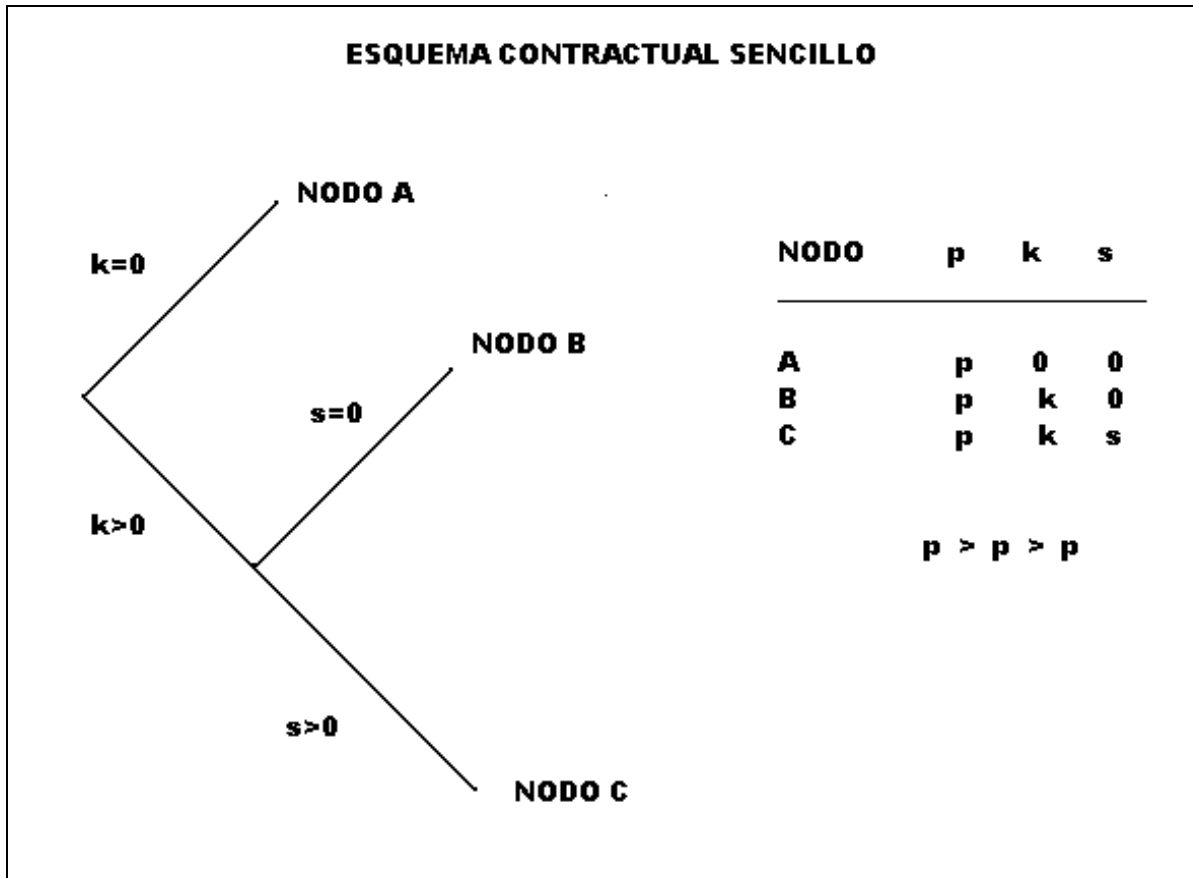 ESQUEMA CONTRACTUAL SENCILLO
NODO A
k=0
NODO B
s=0
k>0
s>0
NODO C
NODO p k s
A p 0 0
B p k 0
C p k s
p > p > p